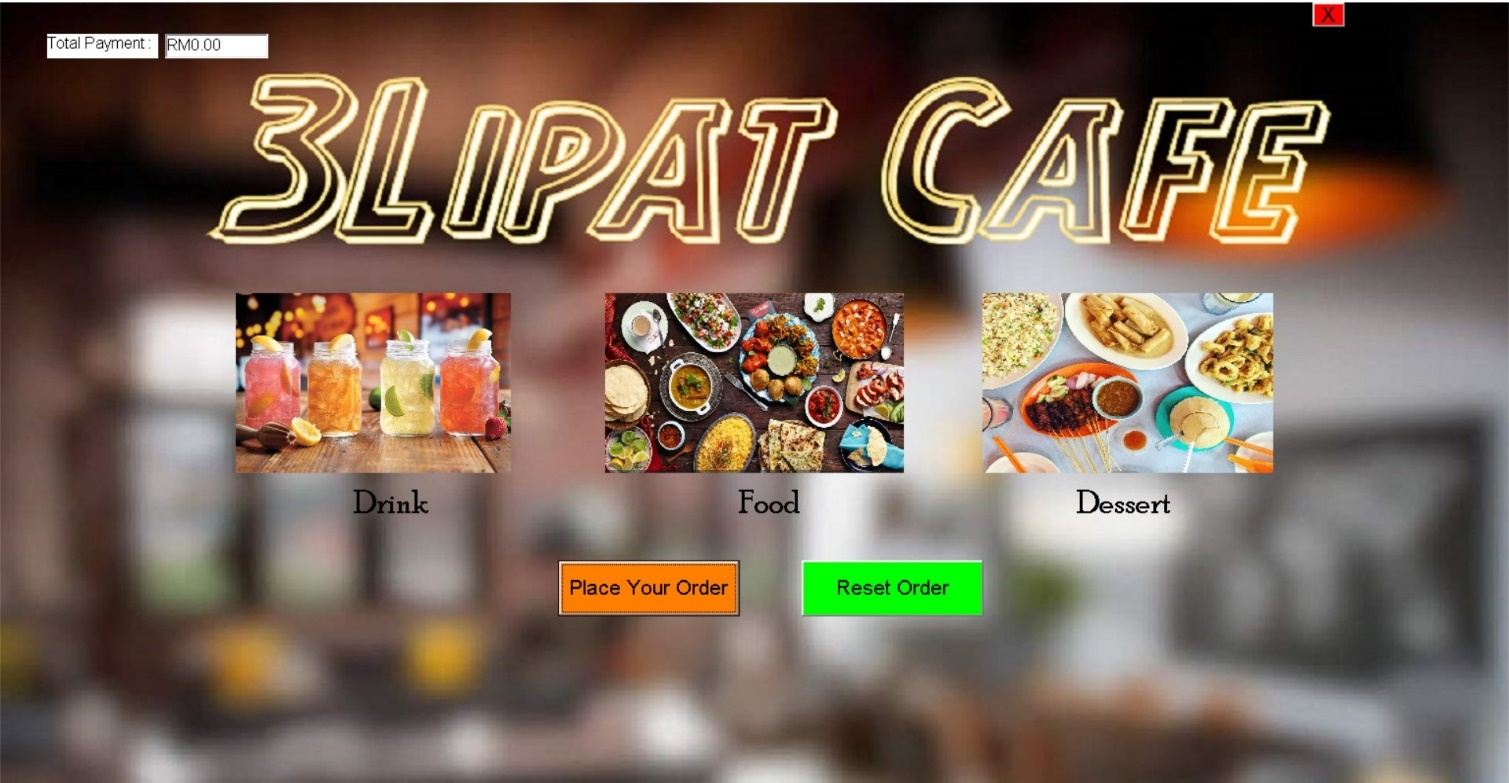 X
Total Payment : RM0.00
3LIPAT CAFE
Drink Food Dessert
Place Your Order Reset Order